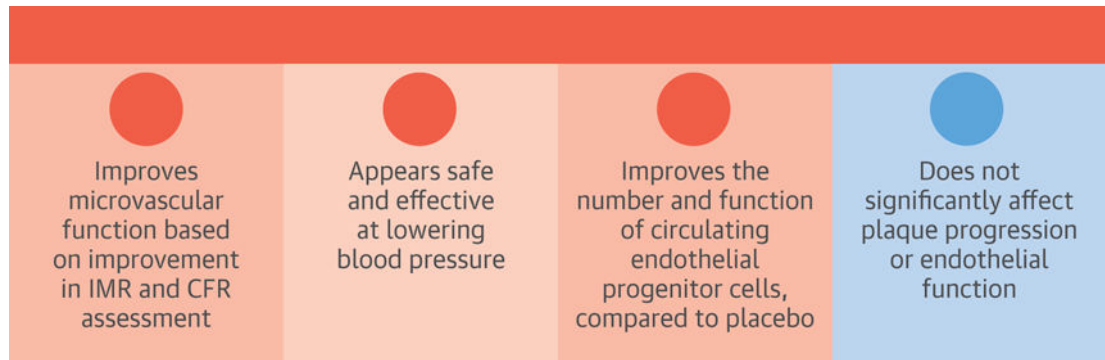 Improves
microvascular
function based
on improvement
in IMR and CFR
assessment
Appears safe
and effective
at lowering
blood pressure
Improves the
number and function
of circulating
endothelial
progenitor cells,
compared to placebo
Does not
significantly affect
plaque progression
or endothelial
function